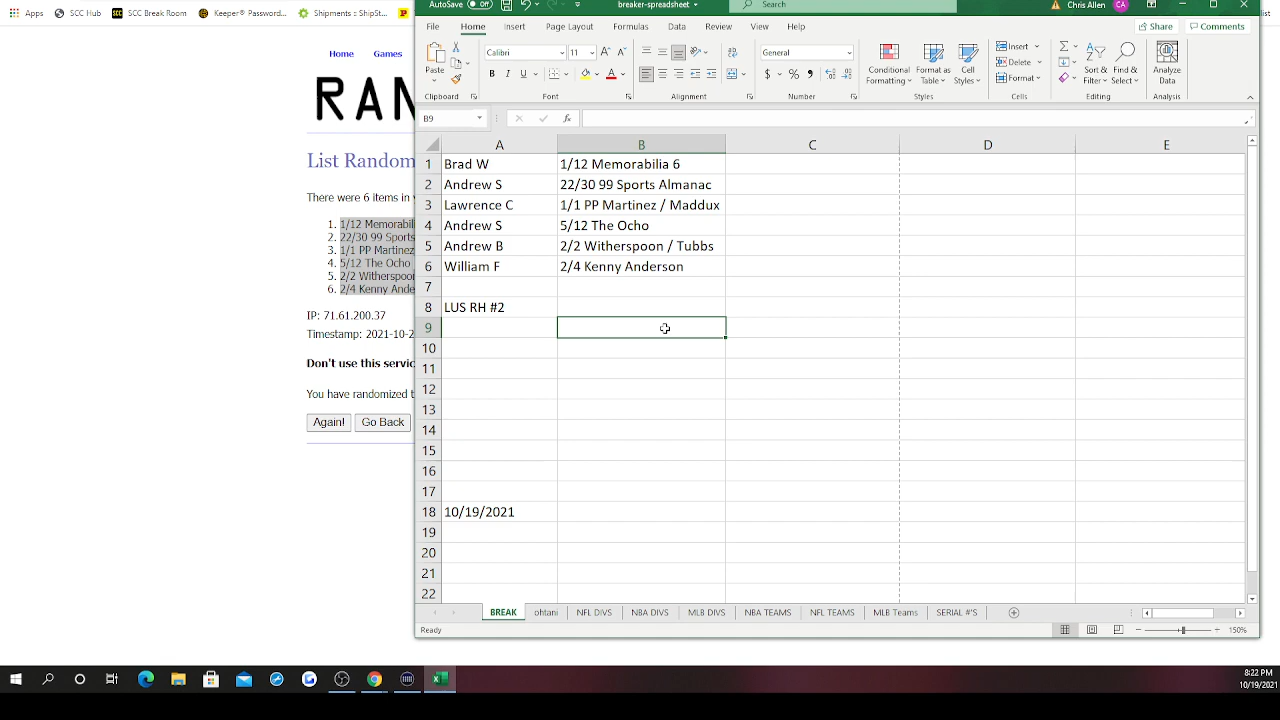 Apps SCC Hub SCC Break Room Keeper® Password... Shipments :: ShipSt...
Home Games
RAN
List Random
There were 6 items in y
1. 1/12 Memorabili
2. 22/30 99 Sports
3. 1/1 PP Martinez
4. 5/12 The Ocho
5. 2/2 Witherspoo
6. 2/4 Kenny Ande
IP: 71.61.200.37
Timestamp: 2021-10-2
Don't use this servic
You have randomized t
Again! Go Back
AutoSave Off breaker-spreadsheet Search Chris Allen CA
File Home Insert Draw Page Layout Formulas Data Review View Help Share Comments
Paste Calibri 11 General Conditional Formatting Format as Table Cell Styles Insert Delete Format Sort & Filter Find & Select Analyze Data
Clipboard Font Alignment Number Styles Cells Editing Analysis
B9 fx
A B C D E
1 Brad W 1/12 Memorabilia 6
2 Andrew S 22/30 99 Sports Almanac
3 Lawrence C 1/1 PP Martinez / Maddux
4 Andrew S 5/12 The Ocho
5 Andrew B 2/2 Witherspoon / Tubbs
6 William F 2/4 Kenny Anderson
7
8 LUS RH #2
9
10
11
12
13
14
15
16
17
18 10/19/2021
19
20
21
22
BREAK ohtani NFL DIVS NBA DIVS MLB DIVS NBA TEAMS NFL TEAMS MLB Teams SERIAL #'S
Ready 150%
8:22 PM
10/19/2021